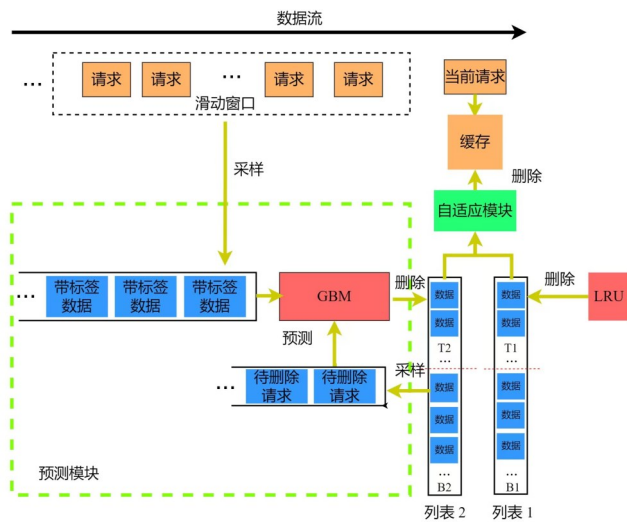 数据流
... 请求 请求 ... 请求 请求
滑动窗口
当前请求
缓存
采样
删除
自适应模块
... 带标签数据 带标签数据 带标签数据
GBM
删除
删除
LRU
预测
数据
数据
T2
...
数据
数据
T1
...
采样
... 待删除请求 待删除请求
数据
数据
数据
...
B2
数据
数据
数据
...
B1
预测模块
列表 2
列表 1